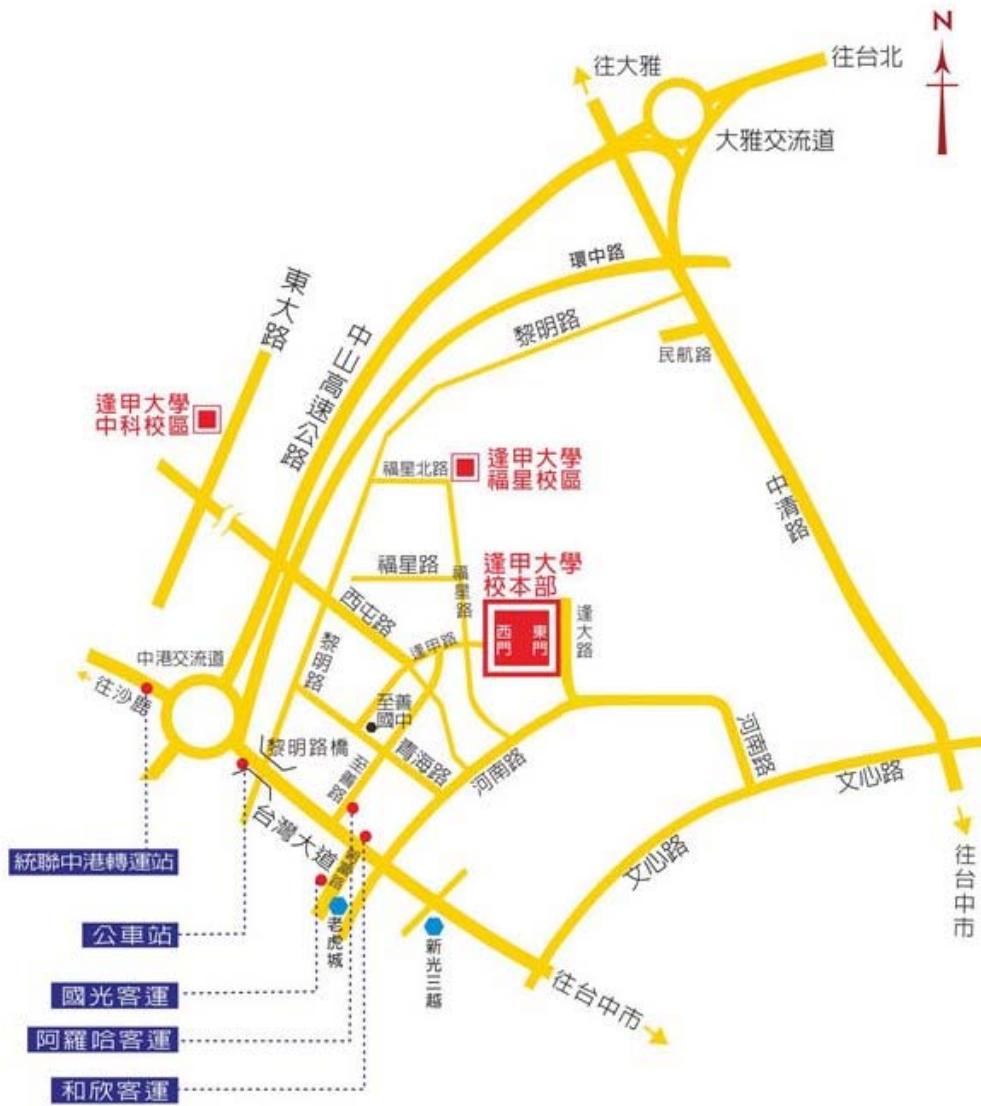 N
往大雅
往台北
大雅交流道
環中路
東大路
中山高速公路
黎明路
民航路
逢甲大學
中科校區
福星北路
逢甲大學
福星校區
中清路
福星路
福星路
逢甲大學
校本部
西門
東門
逢大路
西屯路
逢甲路
黎明路
中港交流道
往沙鹿
至善
國中
青海路
河南路
河南路
黎明路橋
至善路
文心路
文心路
台灣大道
統聯中港轉運站
往台中市
公車站
老虎城
新光三越
國光客運
往台中市
阿羅哈客運
和欣客運